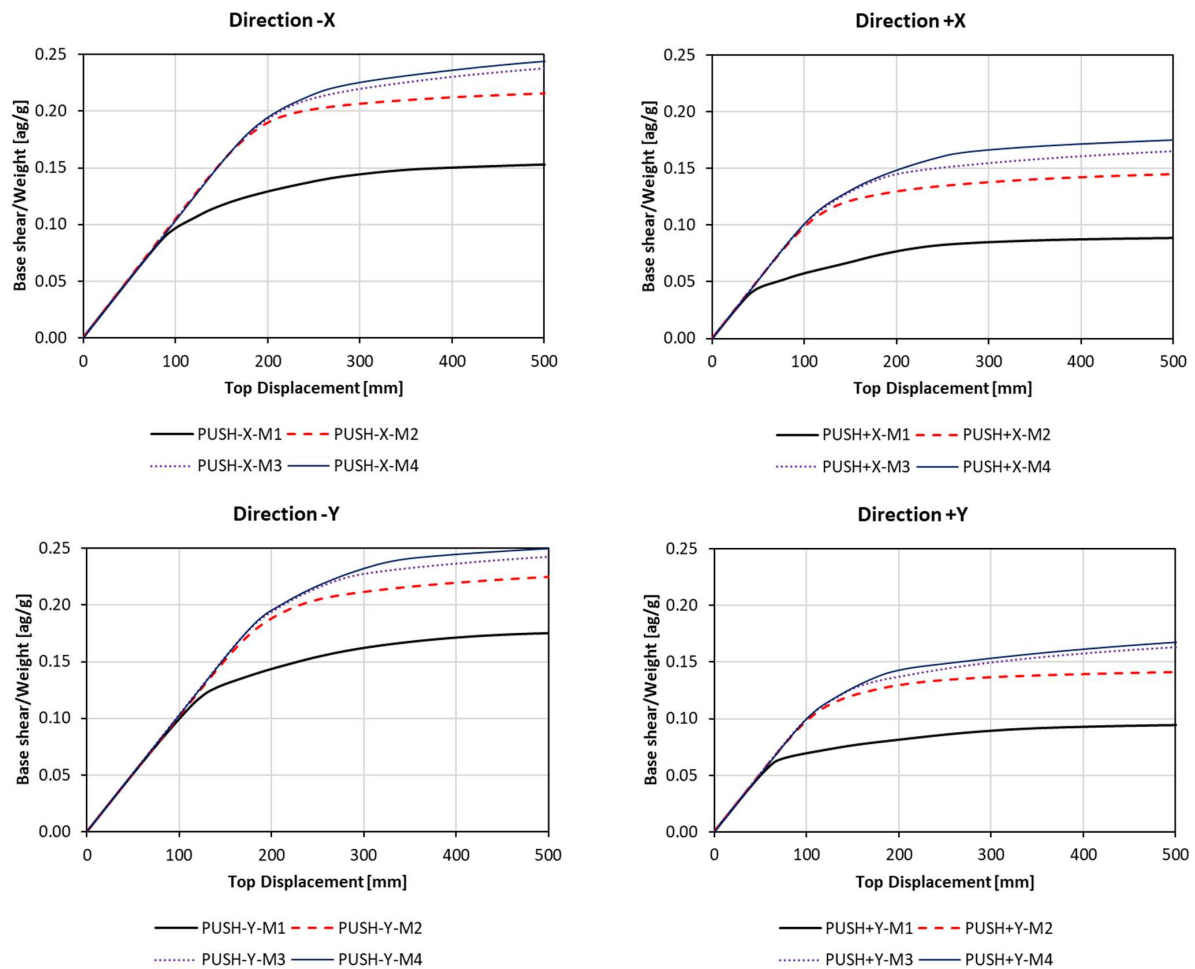 Direction -X
Base shear/Weight [ag/g]
0.25
0.20
0.15
0.10
0.05
0.00
0 100 200 300 400 500
Top Displacement [mm]
PUSH-X-M1 PUSH-X-M2
PUSH-X-M3 PUSH-X-M4
Direction +X
Base shear/Weight [ag/g]
0.25
0.20
0.15
0.10
0.05
0.00
0 100 200 300 400 500
Top Displacement [mm]
PUSH+X-M1 PUSH+X-M2
PUSH+X-M3 PUSH+X-M4
Direction -Y
Base shear/Weight [ag/g]
0.25
0.20
0.15
0.10
0.05
0.00
0 100 200 300 400 500
Top Displacement [mm]
PUSH-Y-M1 PUSH-Y-M2
PUSH-Y-M3 PUSH-Y-M4
Direction +Y
Base shear/Weight [ag/g]
0.25
0.20
0.15
0.10
0.05
0.00
0 100 200 300 400 500
Top Displacement [mm]
PUSH+Y-M1 PUSH+Y-M2
PUSH+Y-M3 PUSH+Y-M4